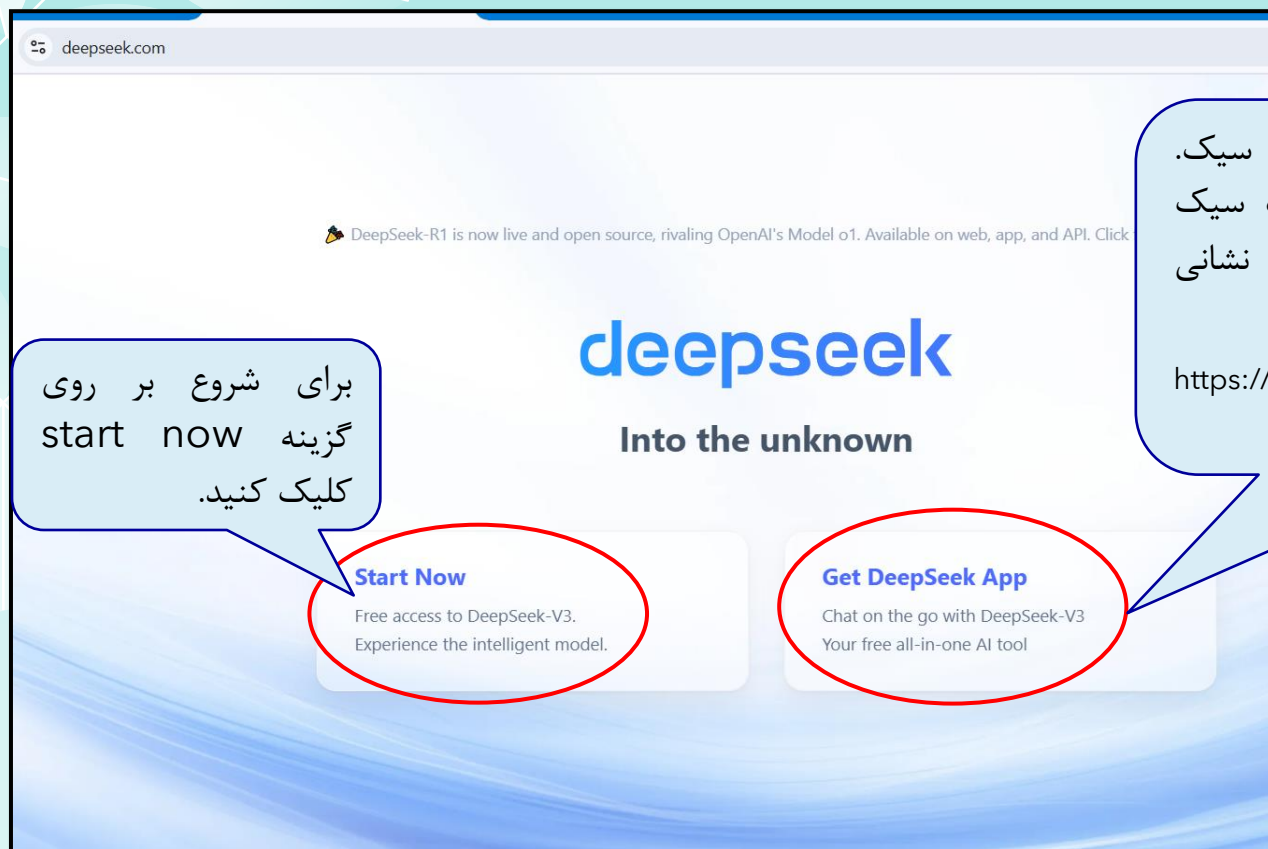 deepseek.com
سیک.
سیک
نشانی
https://
DeepSeek-R1 is now live and open source, rivaling OpenAI's Model o1. Available on web, app, and API. Click
deepseek
Into the unknown
برای شروع بر روی
گزینه start now
کلیک کنید.
Start Now
Free access to DeepSeek-V3.
Experience the intelligent model.
Get DeepSeek App
Chat on the go with DeepSeek-V3
Your free all-in-one AI tool